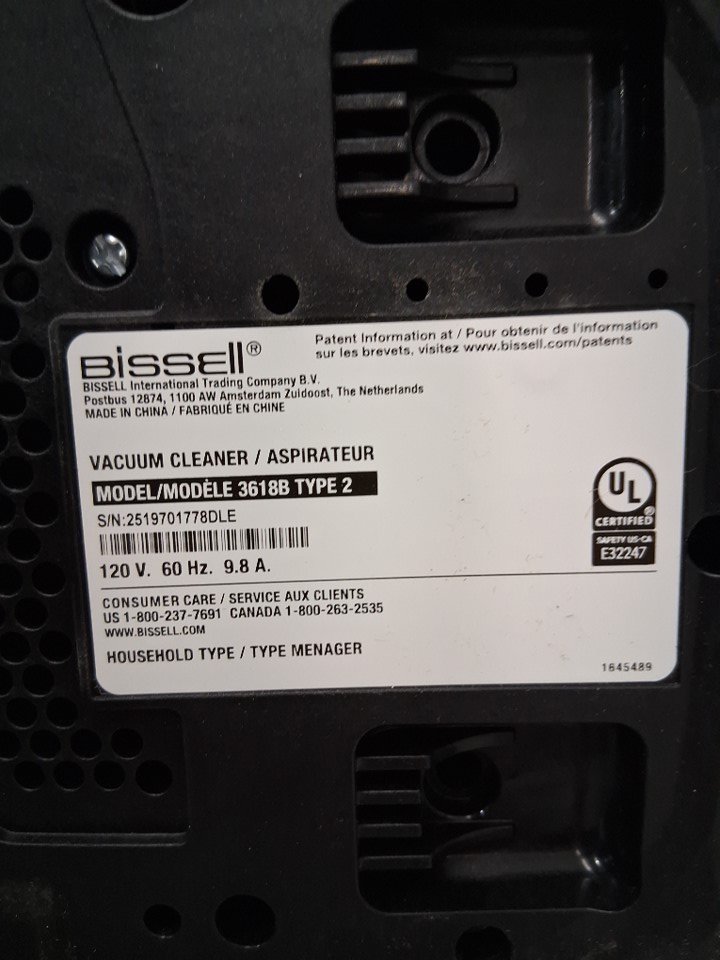 BISSELL®
Patent Information at / Pour obtenir de l'information
sur les brevets, visitez www.bissell.com/patents
BISSELL International Trading Company B.V.
Postbus 12874, 1100 AW Amsterdam Zuidoost, The Netherlands
MADE IN CHINA / FABRIQUÉ EN CHINE
VACUUM CLEANER / ASPIRATEUR
MODEL/MODÈLE 3618B TYPE 2
S/N:2519701778DLE
120 V. 60 Hz. 9.8 A.
UL
®
CERTIFIED
SAFETY US-CA
E32247
CONSUMER CARE / SERVICE AUX CLIENTS
US 1-800-237-7691 CANADA 1-800-263-2535
WWW.BISSELL.COM
HOUSEHOLD TYPE / TYPE MENAGER
1645489